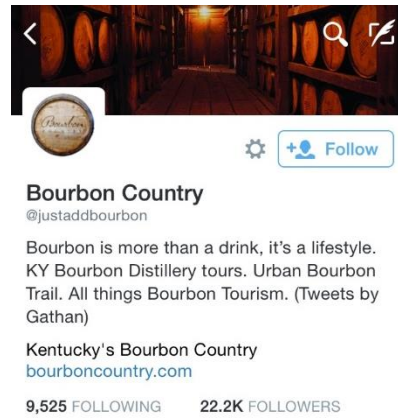 Bourbon
Follow
Bourbon Country
@justaddbourbon
Bourbon is more than a drink, it's a lifestyle.
KY Bourbon Distillery tours. Urban Bourbon
Trail. All things Bourbon Tourism. (Tweets by
Gathan)
Kentucky's Bourbon Country
bourboncountry.com
9,525 FOLLOWING 22.2K FOLLOWERS